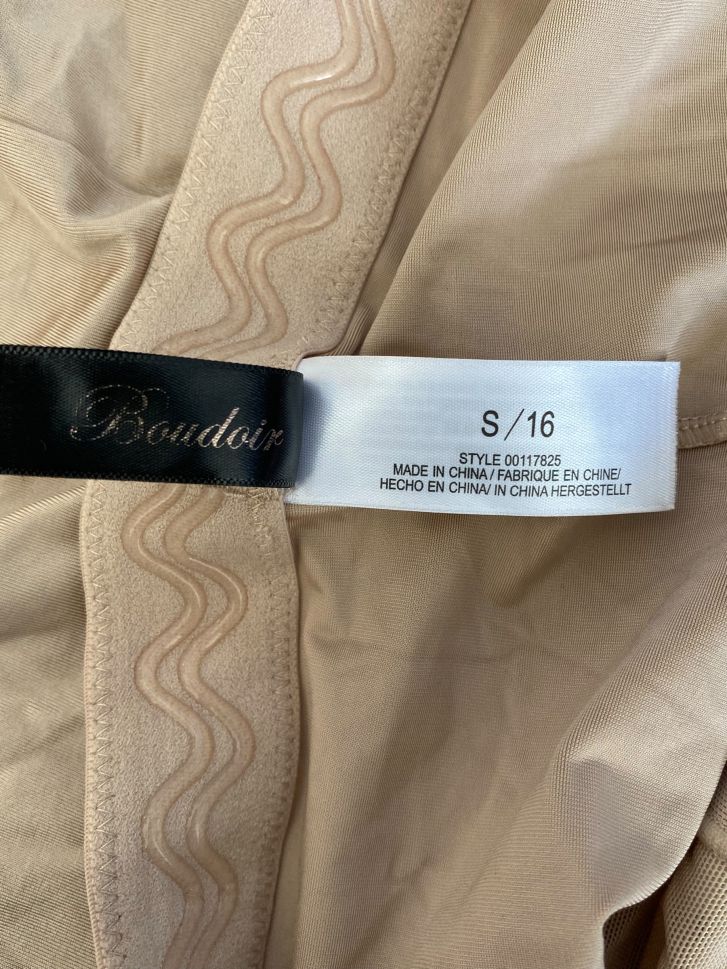 Boudoir
S/16
STYLE 00117825
MADE IN CHINA / FABRIQUE EN CHINE/
HECHO EN CHINA/ IN CHINA HERGESTELLT